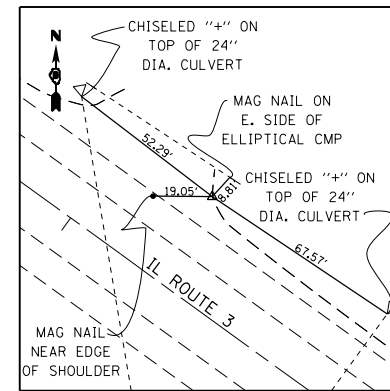 CHISELED "+" ON
TOP OF 24"
DIA. CULVERT
N
MAG NAIL ON
E. SIDE OF
ELLIPTICAL CMP
52.29'
CHISELED "+" ON
TOP OF 24"
DIA. CULVERT
19.05'
8.81'
67.57'
IL ROUTE 3
MAG NAIL
NEAR EDGE
OF SHOULDER